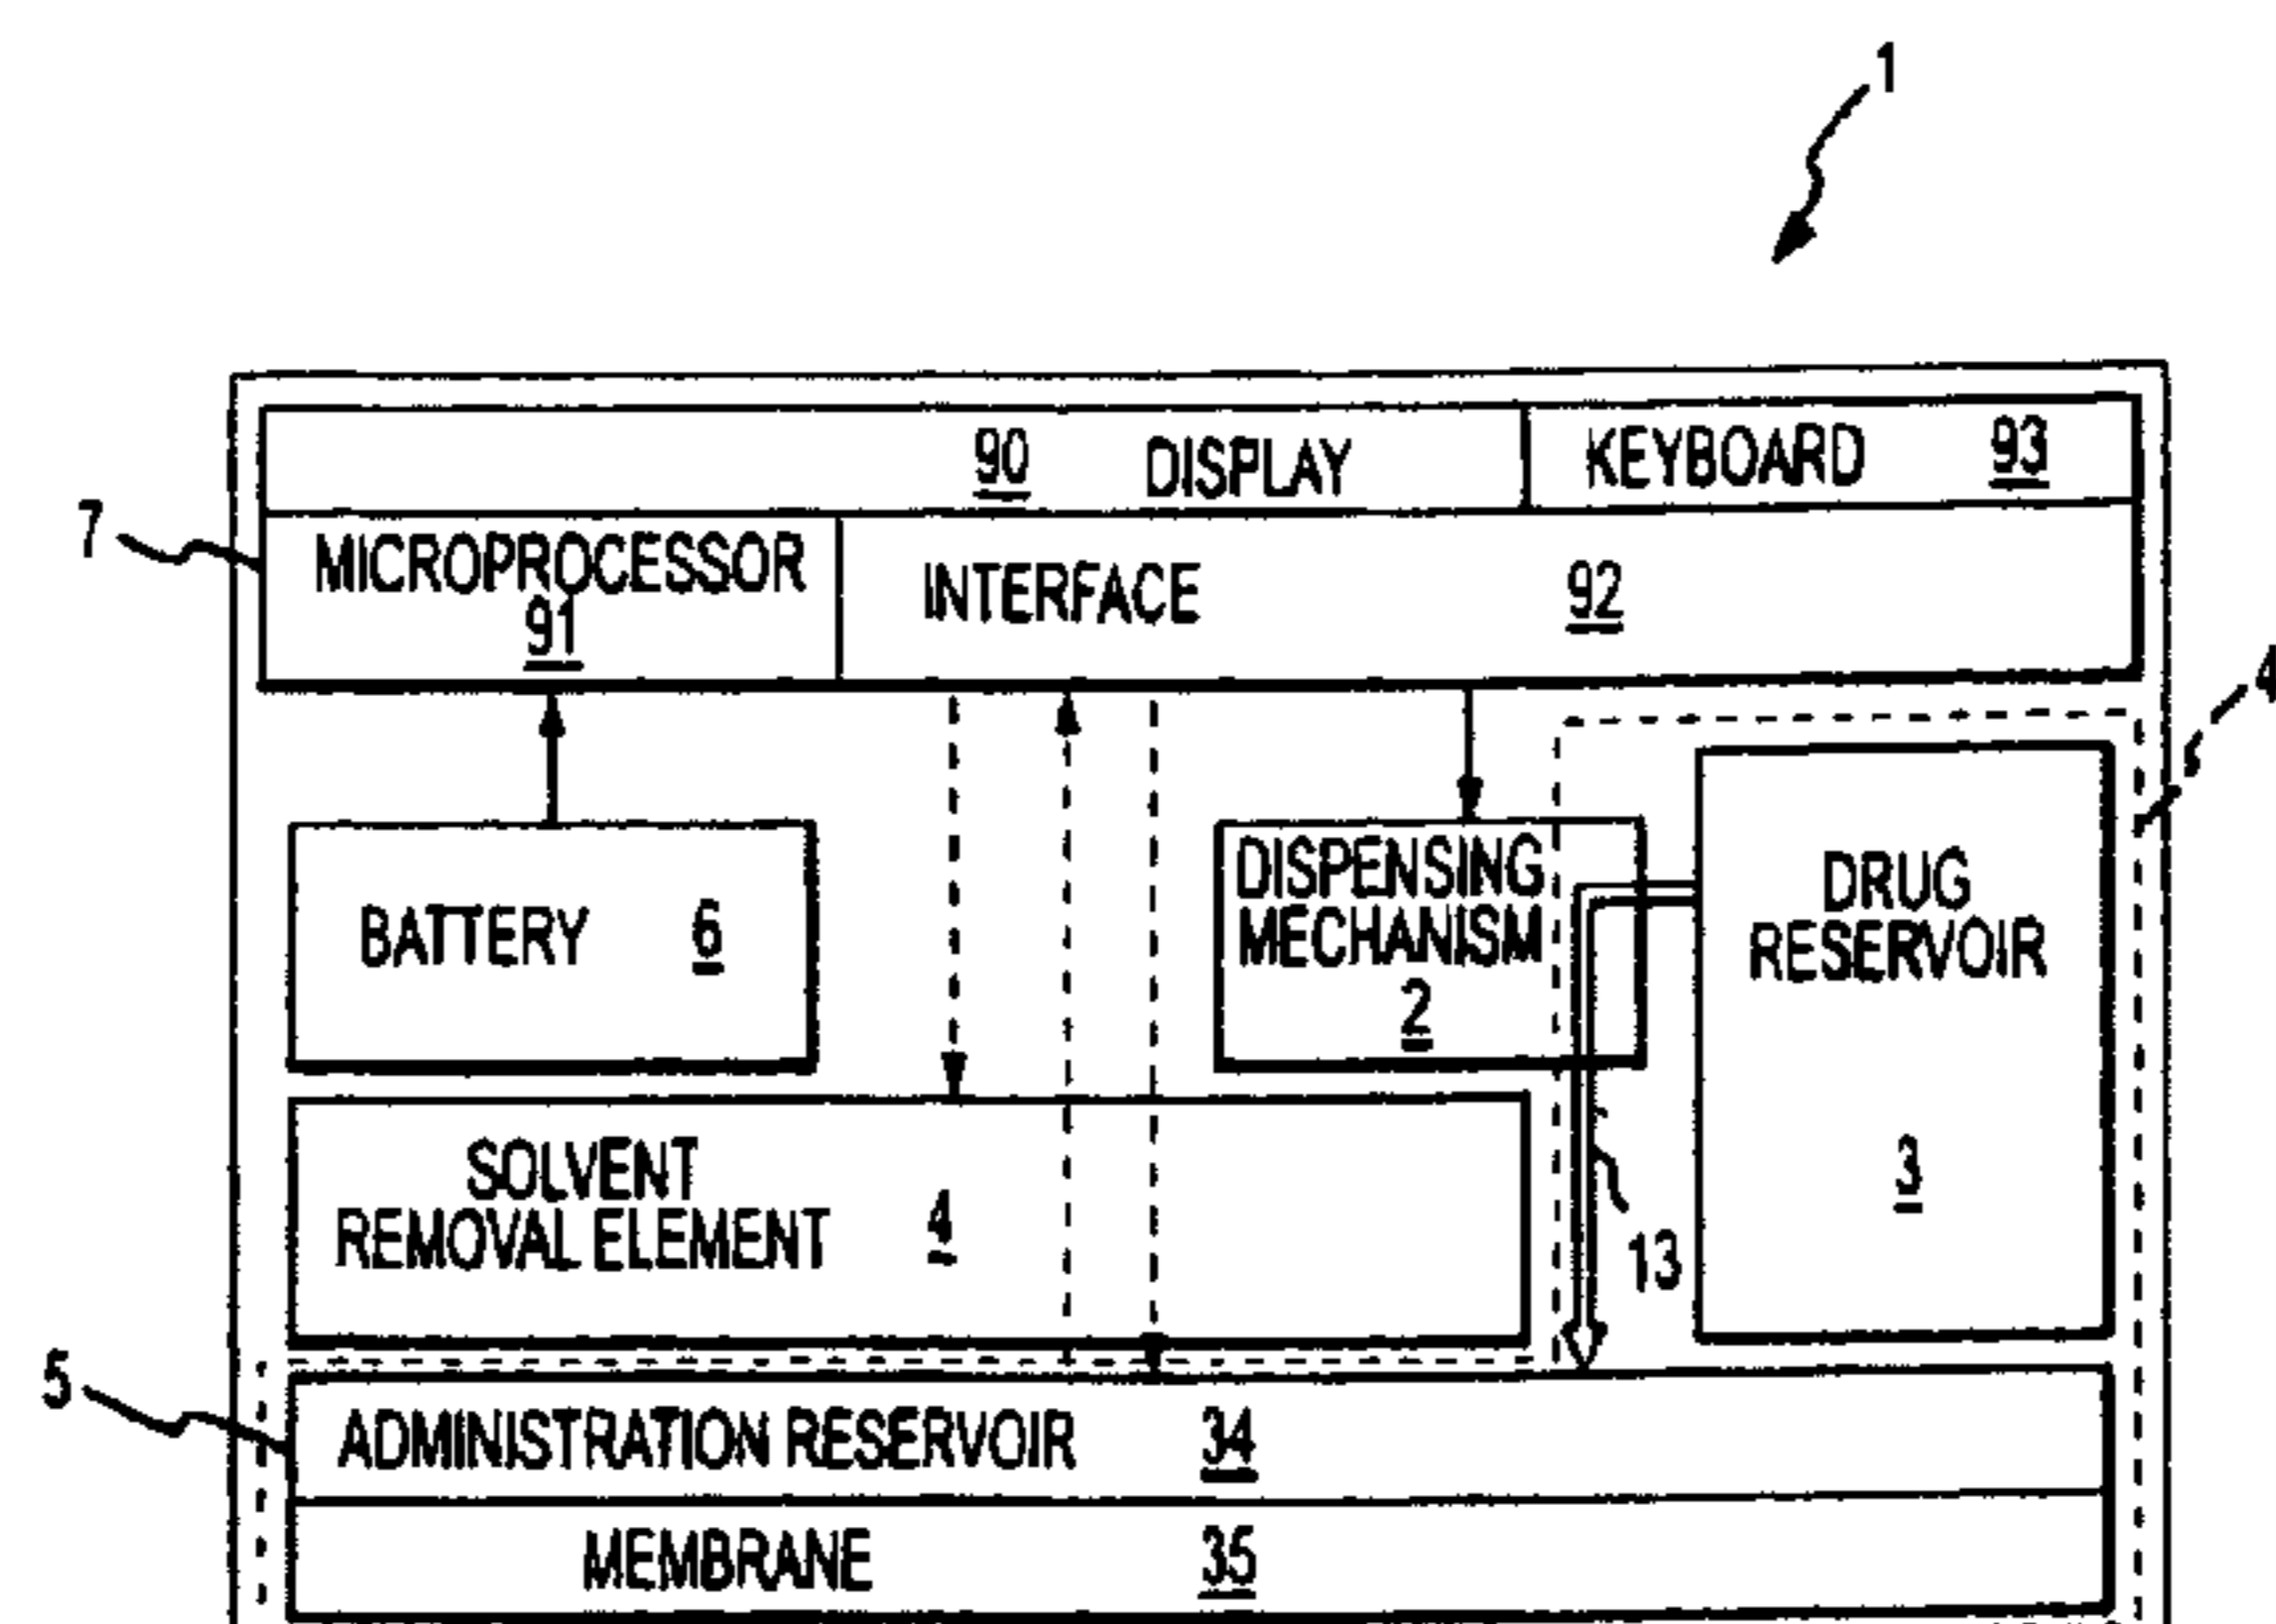 1
90 DISPLAY KEYBOARD 93
7
MICROPROCESSOR
91
INTERFACE 92
BATTERY 6
DISPENSING
MECHANISM
2
DRUG
RESERVOIR
3
SOLVENT
REMOVAL ELEMENT 4
13
5
ADMINISTRATION RESERVOIR 34
MEMBRANE 35